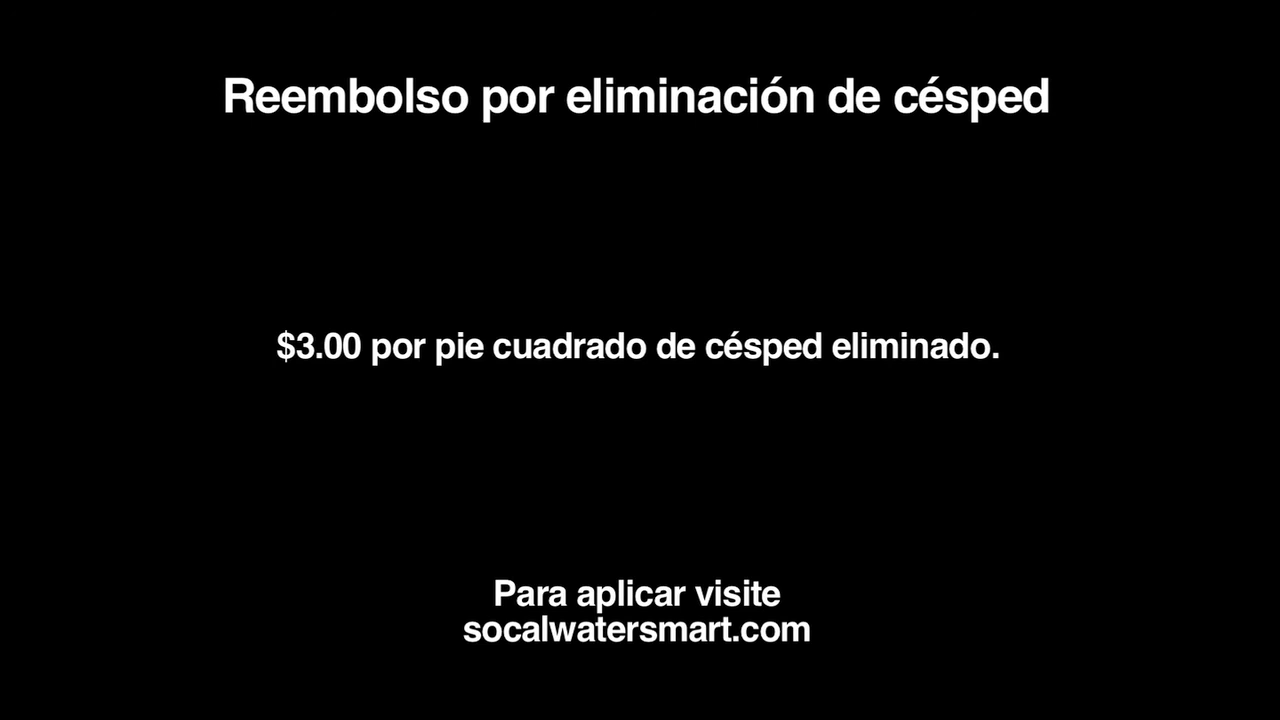 Reembolso por eliminación de césped
$3.00 por pie cuadrado de césped eliminado.
Para aplicar visite
socalwatersmart.com